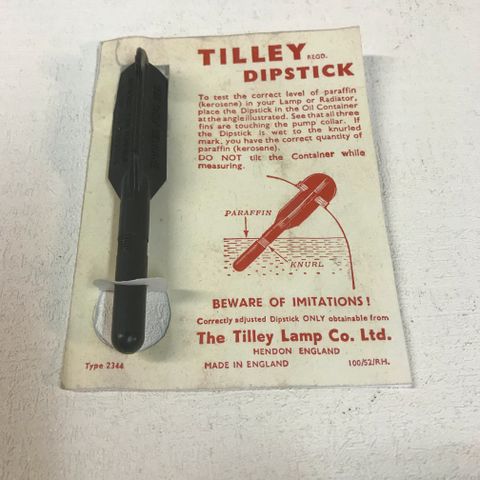 TILLEY REGD.
DIPSTICK
To test the correct level of paraffin
(kerosene) in your Lamp or Radiator,
place the Dipstick in the Oil Container
at the angle illustrated. See that all three
fins are touching the pump collar. If
the Dipstick is wet to the knurled
mark, you have the correct quantity of
paraffin (kerosene).
DO NOT tilt the Container while
measuring.
PARAFFIN
KNURL
BEWARE OF IMITATIONS!
Correctly adjusted Dipstick ONLY obtainable from
The Tilley Lamp Co. Ltd.
HENDON ENGLAND
Type 2344
MADE IN ENGLAND
100/52/RH.